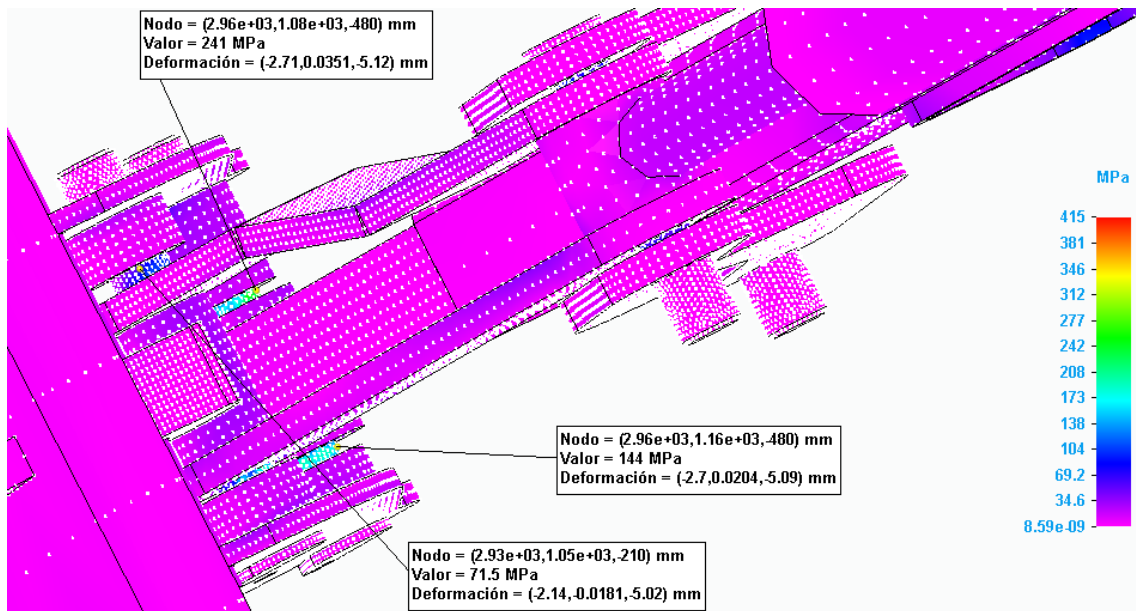 Nodo = (2.96e+03,1.08e+03,-480) mm
Valor = 241 MPa
Deformación = (-2.71,0.0351,-5.12) mm
MPa
415
381
346
312
277
242
208
173
138
104
69.2
34.6
8.59e-09
Nodo = (2.96e+03,1.16e+03,-480) mm
Valor = 144 MPa
Deformación = (-2.7,0.0204,-5.09) mm
Nodo = (2.93e+03,1.05e+03,-210) mm
Valor = 71.5 MPa
Deformación = (-2.14,-0.0181,-5.02) mm